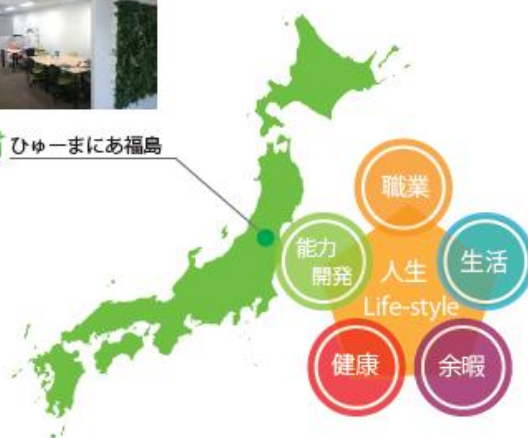 ひゅーまにあ福島
職業
能力
開発
人生
Life-style
生活
健康
余暇